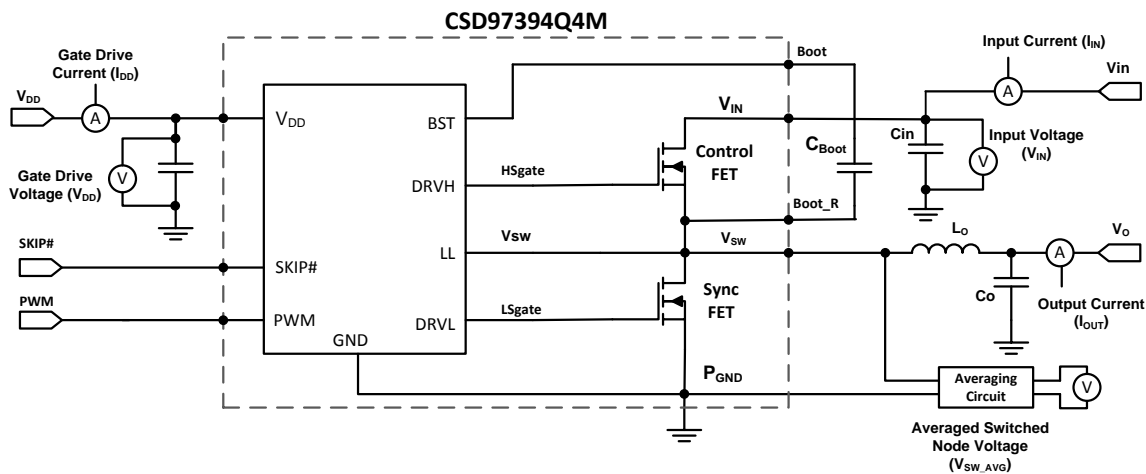 CSD97394Q4M
Gate Drive
Current (IDD)
VDD
A
Gate Drive
Voltage (VDD)
V
SKIP#
PWM
VDD
BST
DRVH
LL
SKIP#
PWM
DRVL
GND
HSgate
Vsw
LSgate
Control
FET
Sync
FET
Boot
VIN
CBoot
Boot_R
VSW
PGND
Input Current (IIN)
Vin
A
Cin
V
Input Voltage
(VIN)
LO
VO
A
Co
Output Current
(IOUT)
Averaging
Circuit
V
Averaged Switched
Node Voltage
(VSW_AVG)